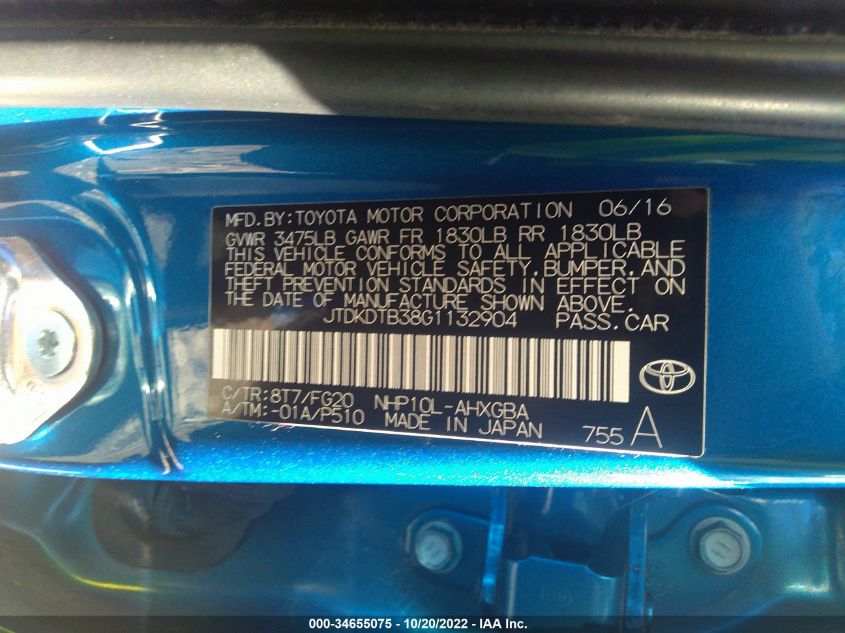 MFD.BY:TOYOTA MOTOR CORPORATION 06/16
GVWR 3475LB GAWR FR 1830LB RR 1830LB
THIS VEHICLE CONFORMS TO ALL APPLICABLE
FEDERAL MOTOR VEHICLE SAFETY,BUMPER,AND
THEFT PREVENTION STANDARDS IN EFFECT ON
THE DATE OF MANUFACTURE SHOWN ABOVE.
JTDKDTB38G1132904 PASS.CAR
C/TR:8T7/FG20 NHP10L-AHXGBA
A/TM:-01A/P510 MADE IN JAPAN 755 A
000-34655075 - 10/20/2022 - IAA Inc.